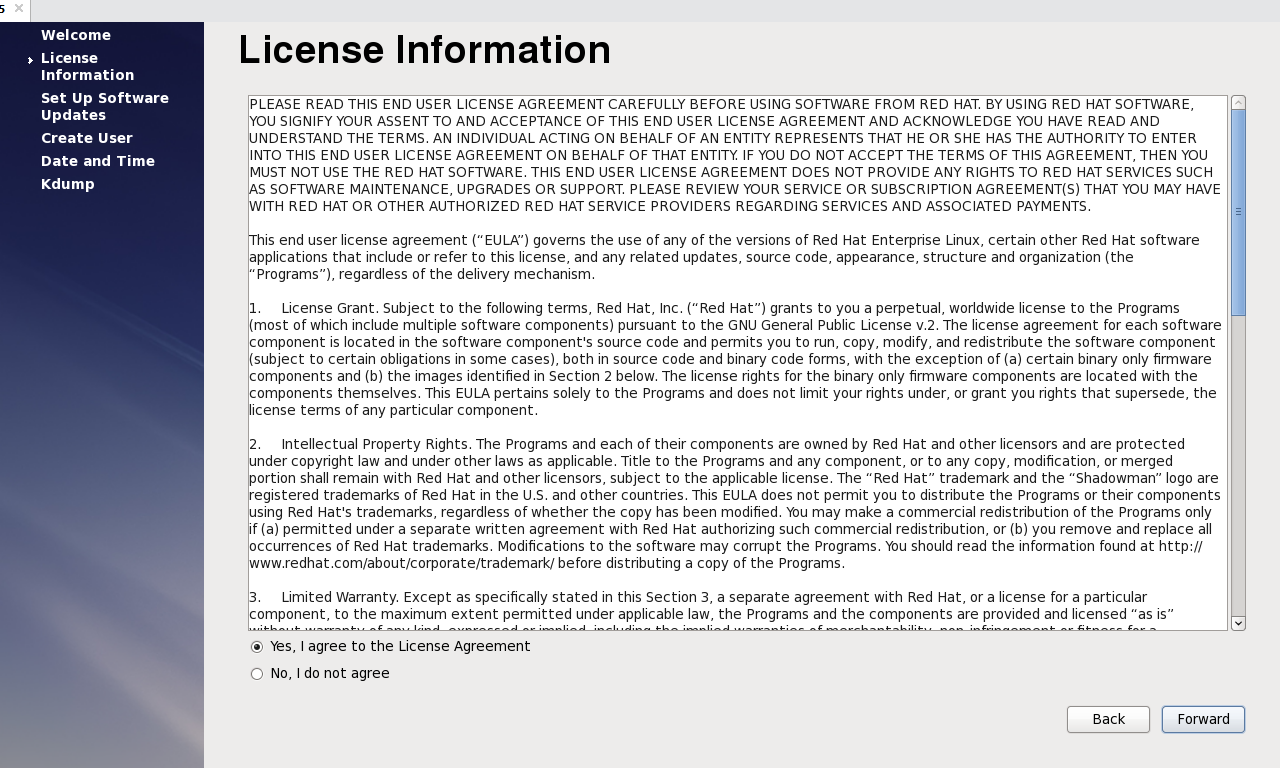 5
Welcome
License
Information
Set Up Software
Updates
Create User
Date and Time
Kdump
License Information
PLEASE READ THIS END USER LICENSE AGREEMENT CAREFULLY BEFORE USING SOFTWARE FROM RED HAT. BY USING RED HAT SOFTWARE,
YOU SIGNIFY YOUR ASSENT TO AND ACCEPTANCE OF THIS END USER LICENSE AGREEMENT AND ACKNOWLEDGE YOU HAVE READ AND
UNDERSTAND THE TERMS. AN INDIVIDUAL ACTING ON BEHALF OF AN ENTITY REPRESENTS THAT HE OR SHE HAS THE AUTHORITY TO ENTER
INTO THIS END USER LICENSE AGREEMENT ON BEHALF OF THAT ENTITY. IF YOU DO NOT ACCEPT THE TERMS OF THIS AGREEMENT, THEN YOU
MUST NOT USE THE RED HAT SOFTWARE. THIS END USER LICENSE AGREEMENT DOES NOT PROVIDE ANY RIGHTS TO RED HAT SERVICES SUCH
AS SOFTWARE MAINTENANCE, UPGRADES OR SUPPORT. PLEASE REVIEW YOUR SERVICE OR SUBSCRIPTION AGREEMENT(S) THAT YOU MAY HAVE
WITH RED HAT OR OTHER AUTHORIZED RED HAT SERVICE PROVIDERS REGARDING SERVICES AND ASSOCIATED PAYMENTS.
This end user license agreement (“EULA”) governs the use of any of the versions of Red Hat Enterprise Linux, certain other Red Hat software
applications that include or refer to this license, and any related updates, source code, appearance, structure and organization (the
“Programs”), regardless of the delivery mechanism.
1. License Grant. Subject to the following terms, Red Hat, Inc. (“Red Hat”) grants to you a perpetual, worldwide license to the Programs
(most of which include multiple software components) pursuant to the GNU General Public License v.2. The license agreement for each software
component is located in the software component's source code and permits you to run, copy, modify, and redistribute the software component
(subject to certain obligations in some cases), both in source code and binary code forms, with the exception of (a) certain binary only firmware
components and (b) the images identified in Section 2 below. The license rights for the binary only firmware components are located with the
components themselves. This EULA pertains solely to the Programs and does not limit your rights under, or grant you rights that supersede, the
license terms of any particular component.
2. Intellectual Property Rights. The Programs and each of their components are owned by Red Hat and other licensors and are protected
under copyright law and under other laws as applicable. Title to the Programs and any component, or to any copy, modification, or merged
portion shall remain with Red Hat and other licensors, subject to the applicable license. The “Red Hat” trademark and the “Shadowman” logo are
registered trademarks of Red Hat in the U.S. and other countries. This EULA does not permit you to distribute the Programs or their components
using Red Hat's trademarks, regardless of whether the copy has been modified. You may make a commercial redistribution of the Programs only
if (a) permitted under a separate written agreement with Red Hat authorizing such commercial redistribution, or (b) you remove and replace all
occurrences of Red Hat trademarks. Modifications to the software may corrupt the Programs. You should read the information found at http://
www.redhat.com/about/corporate/trademark/ before distributing a copy of the Programs.
3. Limited Warranty. Except as specifically stated in this Section 3, a separate agreement with Red Hat, or a license for a particular
component, to the maximum extent permitted under applicable law, the Programs and the components are provided and licensed “as is”
without warranty of any kind, expressed or implied, including the implied warranties of merchantability, non-infringement or fitness for a
Yes, I agree to the License Agreement
No, I do not agree
Back
Forward